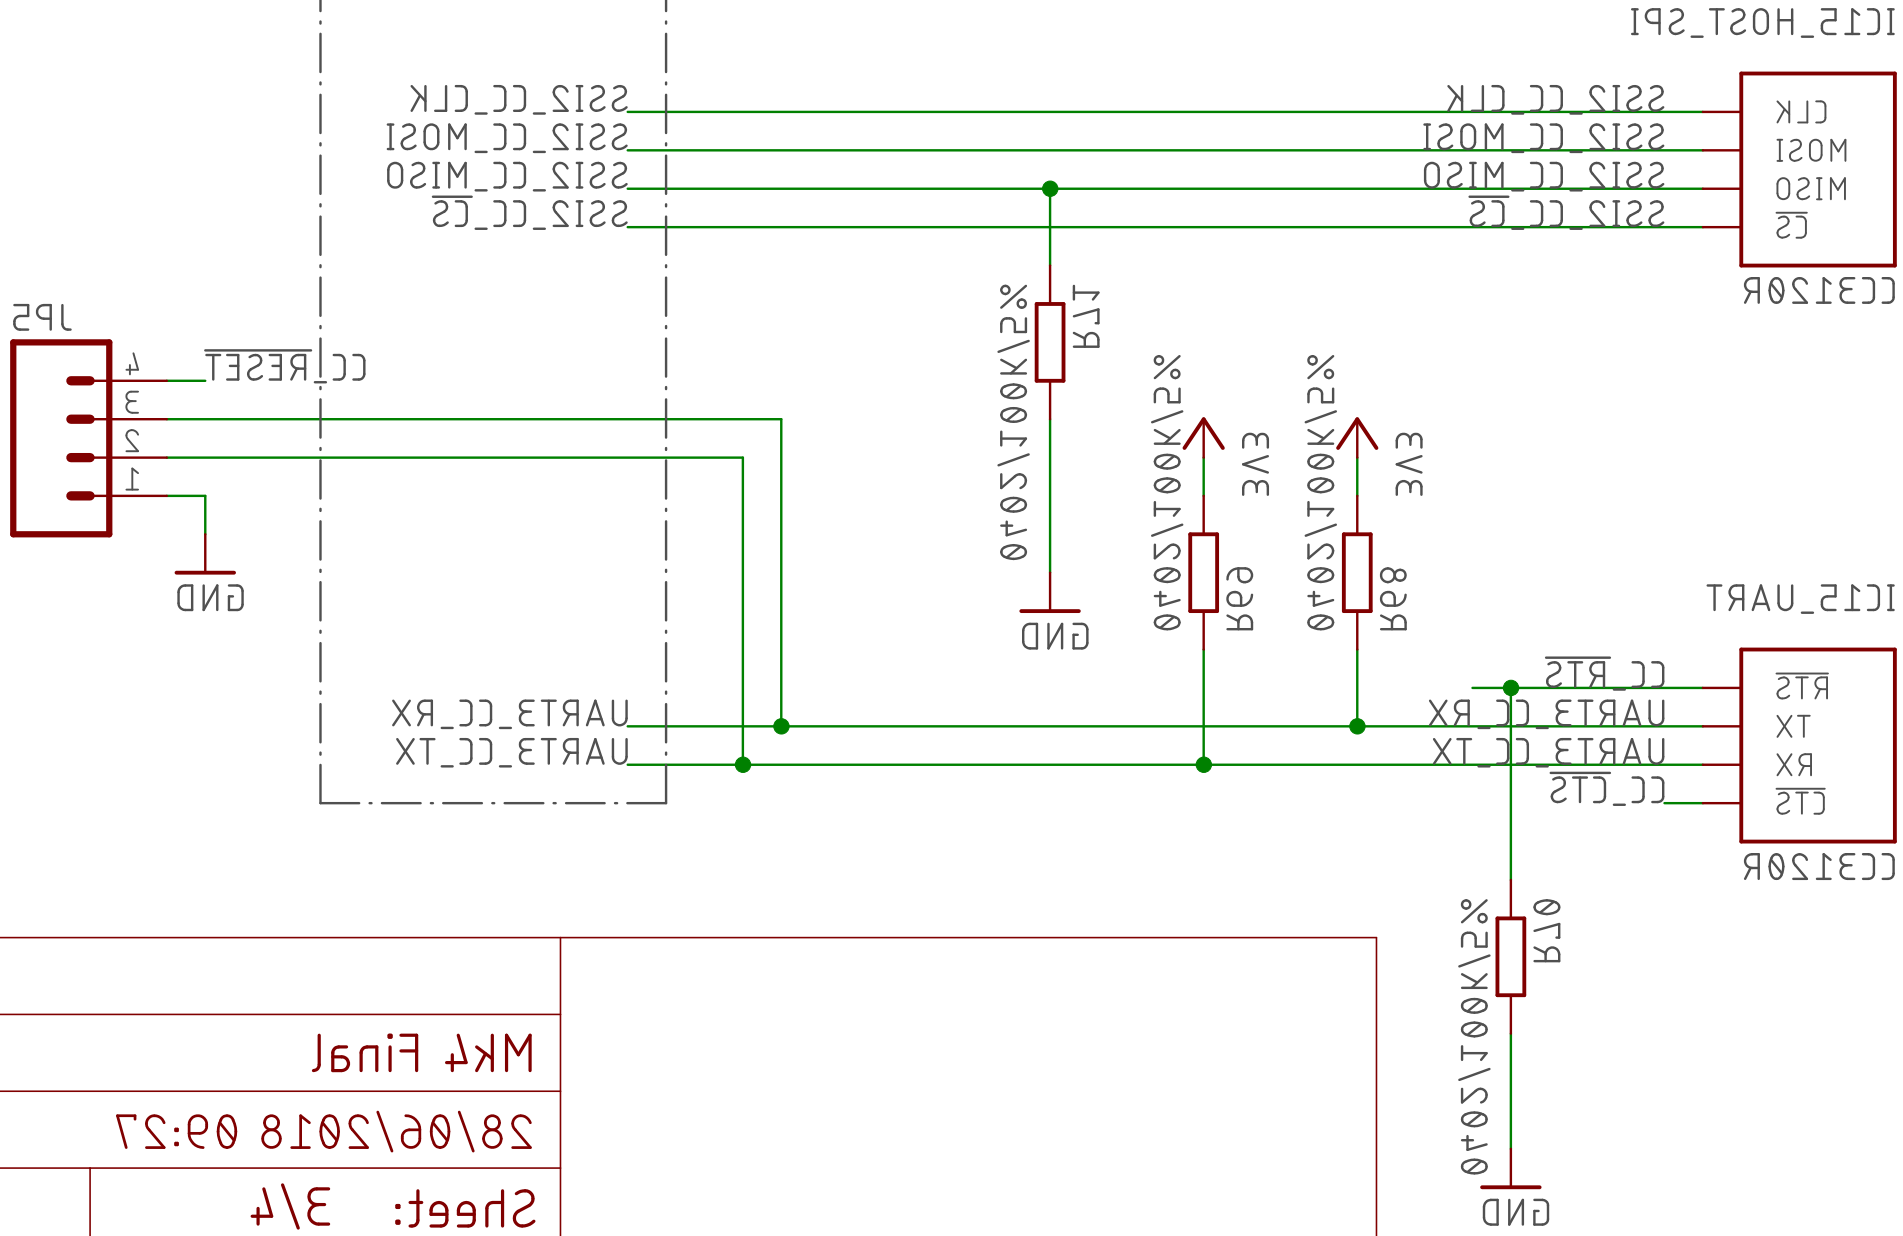 IC15_HOST_SPI
SSI2_CC_CLK
SSI2_CC_CLK
CLK
SSI2_CC_MOSI
SSI2_CC_MOSI
MOSI
SSI2_CC_MISO
SSI2_CC_MISO
MISO
SSI2_CC_CS
SSI2_CC_CS
CS
CC3120R
JP5
4
CC_RESET
3
2
1
GND
R71
0402/100K/5%
GND
3V3
R69
0402/100K/5%
3V3
R68
0402/100K/5%
IC15_UART
CC_RTS
RTS
UART3_CC_RX
UART3_CC_RX
TX
UART3_CC_TX
UART3_CC_TX
RX
CC_CTS
CTS
CC3120R
R70
0402/100K/5%
GND
Mk4 Final
28/06/2018 09:27
Sheet: 3/4